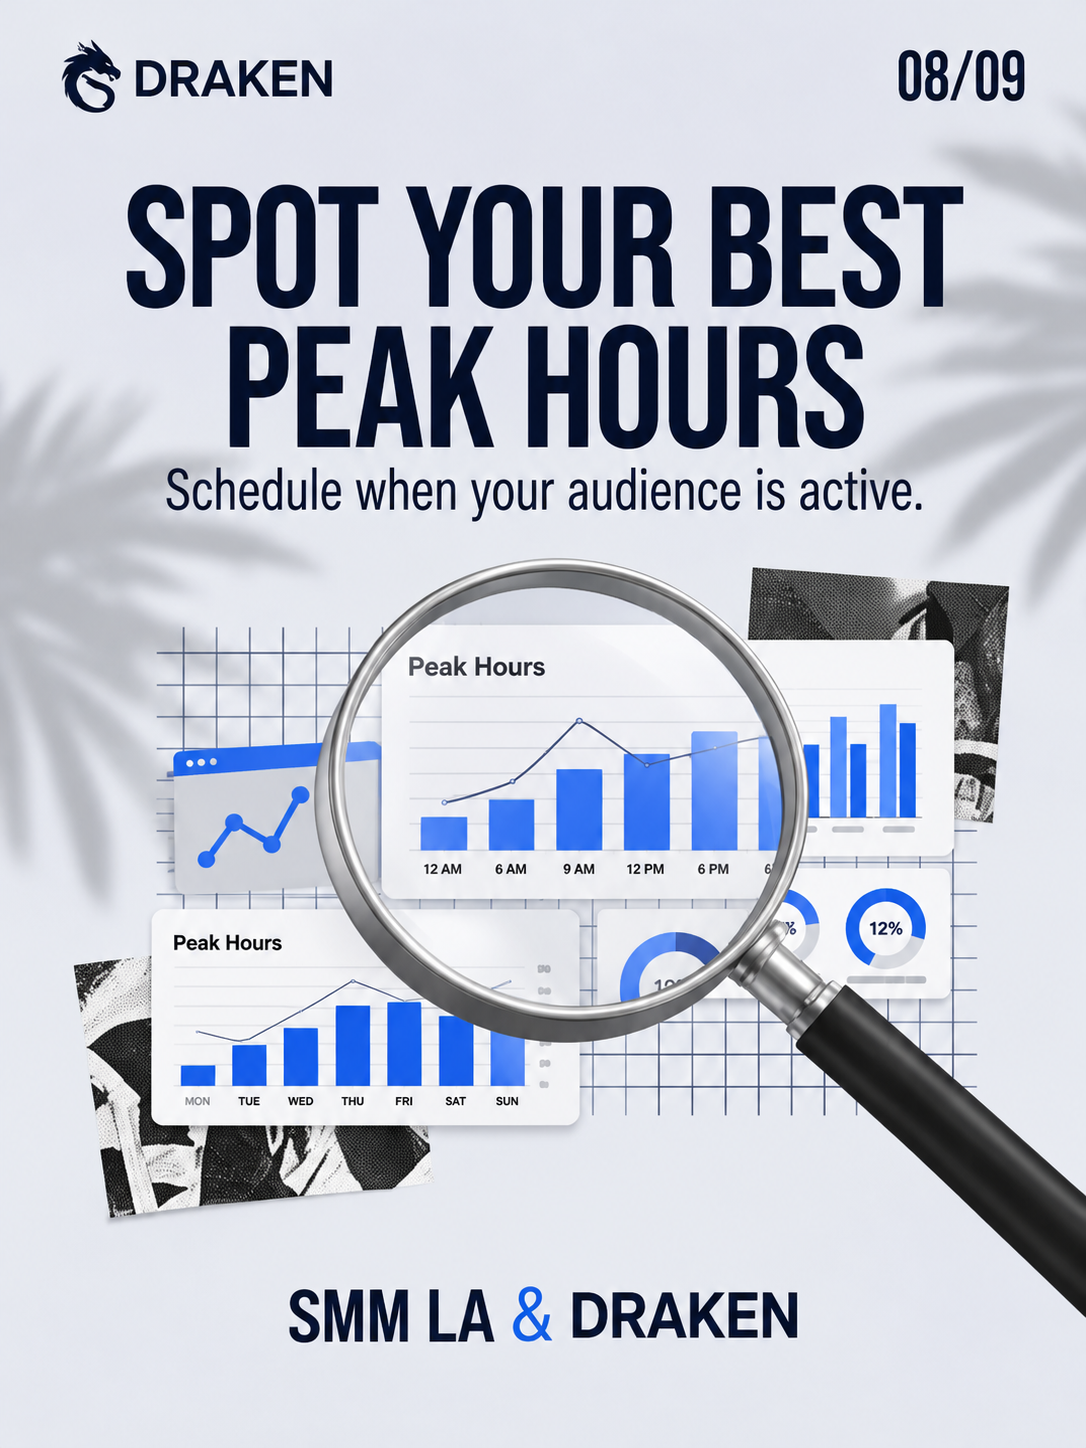 DRAKEN
08/09
SPOT YOUR BEST
PEAK HOURS
Schedule when your audience is active.
Peak Hours
12 AM 6 AM 9 AM 12 PM 6 PM
12%
Peak Hours
MON TUE WED THU FRI SAT SUN
SMM LA & DRAKEN